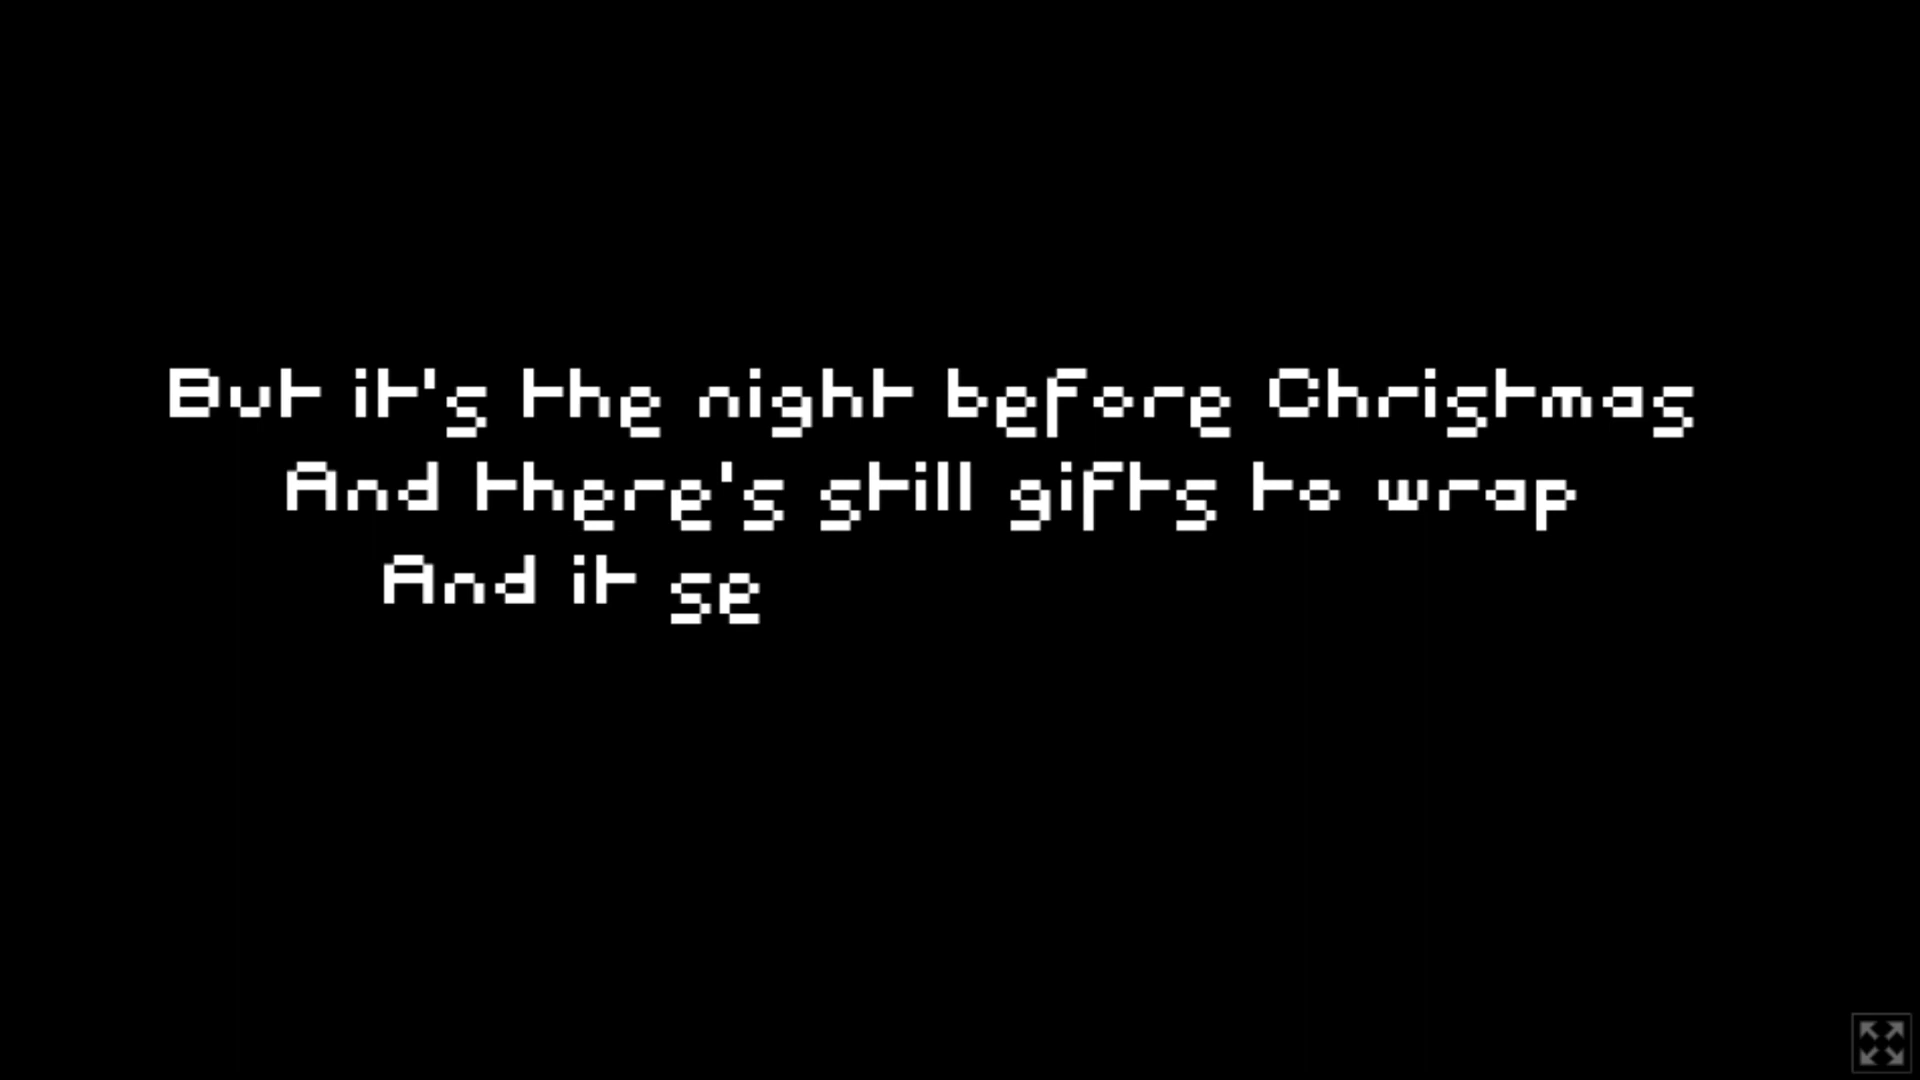 But it's the night before Christmas
And there's still gifts to wrap
And it se